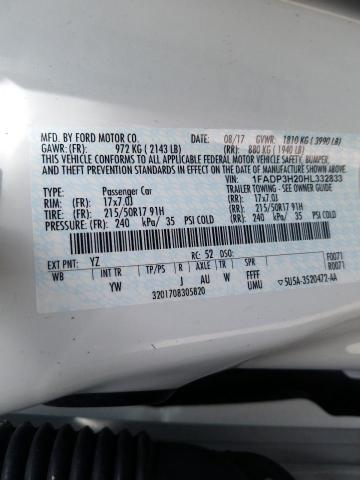 MFD. BY FORD MOTOR CO. 08/17 GVWR: 1810 KG ( 3990 LB)
GAWR: (FR): 972 KG ( 2143 LB) (RR): 880 KG ( 1940 LB)
THIS VEHICLE CONFORMS TO ALL APPLICABLE FEDERAL MOTOR VEHICLE SAFETY, BUMPER,
AND THEFT PREVENTION STANDARDS IN EFFECT ON THE DATE OF MANUFACTURE SHOWN ABOVE.
VIN: 1FADP3H20HL332833
TYPE: Passenger Car TRAILER TOWING - SEE OWNER GUIDE
RIM: (FR): 17x7.0J (RR): 17x7.0J
TIRE: (FR): 215/50R17 91H (RR): 215/50R17 91H
PRESSURE: (FR): 240 kPa/ 35 PSI COLD (RR): 240 kPa/ 35 PSI COLD
EXT PNT: YZ RC: 52 DSO: F0071
WB INT TR TP/PS R AXLE TR SPR R0071
YW J W FFFF
UMU 5USA-3520472-AA
3201708305820